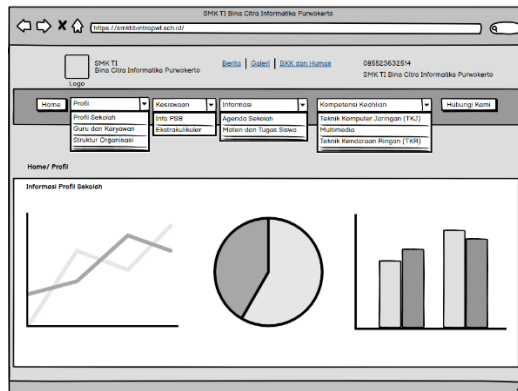 SMK TI Bina Citra Informatika Purwokerto
https://smktibintrapwt.sch.id/
SMK TI
Bina Citra Informatika Purwokerto
Logo
Berita | Galeri | BKK dan Humas
085523632514
SMK TI Bina Citra Informatika Purwokerto
Home
Profil
Kesiswaan
Informasi
Kompetensi Keahlian
Hubungi Kami
Profil Sekolah
Guru dan Karyawan
Struktur Organisasi
Info PSB
Ekstrakulikuler
Agenda Sekolah
Materi dan Tugas Siswa
Teknik Komputer Jaringan (TKJ)
Multimedia
Teknik Kendaraan Ringan (TKR)
Home/ Profil
Informasi Profil Sekolah